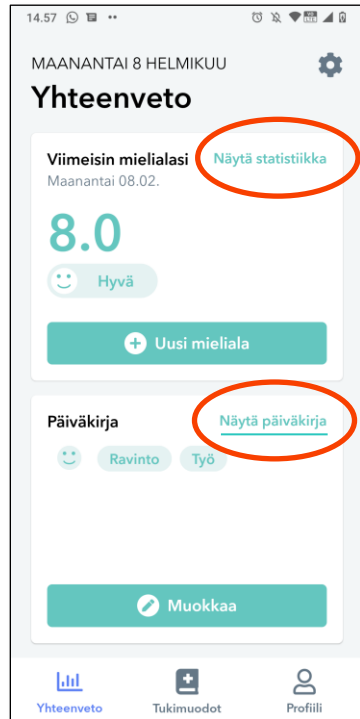 14.57
MAANANTAI 8 HELMIKUU
Yhteenveto
Viimeisin mielialasi Näytä statistiikka
Maanantai 08.02.
8.0
Hyvä
Uusi mieliala
Päiväkirja Näytä päiväkirja
Ravinto Työ
Muokkaa
Yhteenveto Tukimuodot Profiili